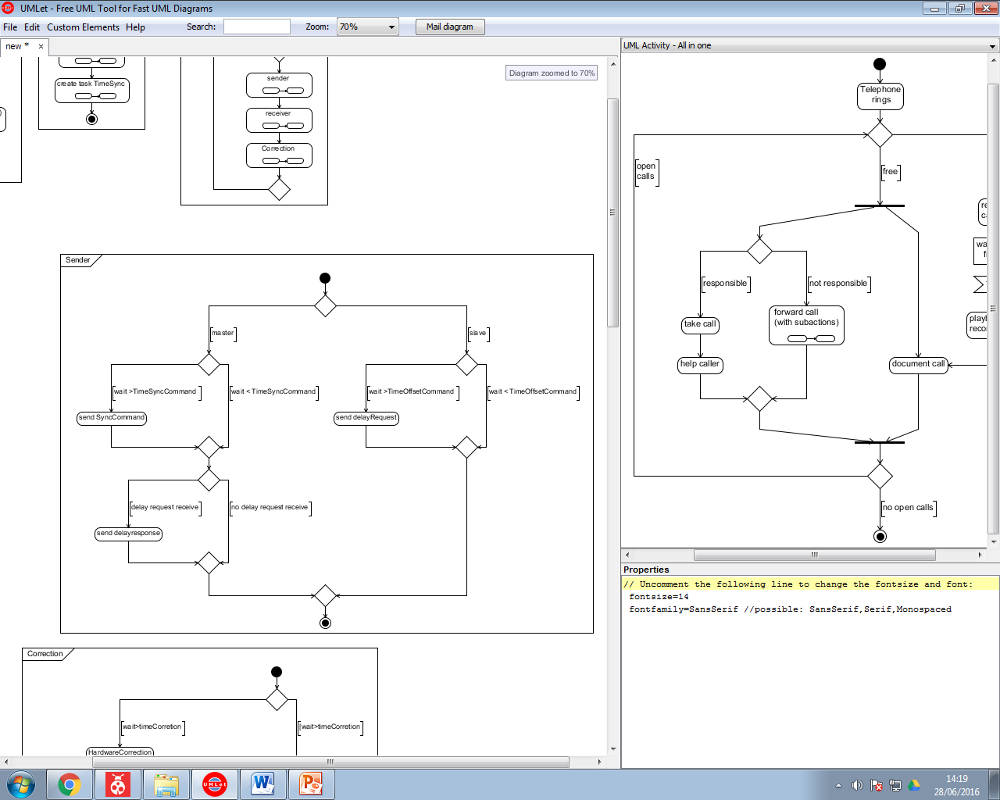 UMLet - Free UML Tool for Fast UML Diagrams
File Edit Custom Elements Help Search: Zoom: 70% Mail diagram
new *
Diagram zoomed to 70%
create task TimeSync
sender
receiver
Correction
Sender
[master]
[slave]
[wait >TimeSyncCommand ]
[wait < TimeSyncCommand]
[wait >TimeOffsetCommand ]
[wait < TimeOffsetCommand]
send SyncCommand
send delayRequest
[delay request receive]
[no delay request receive]
send delayresponse
Correction
[wait>timeCorretion ]
[[wait>timeCorretion]
HardwareCorrection
UML Activity - All in one
Telephone
rings
[open
calls]
[free]
[responsible]
[not responsible]
take call
forward call
(with subactions)
help caller
document call
[no open calls]
re
ca
wa
f
playb
reco
Properties
// Uncomment the following line to change the fontsize and font:
fontsize=14
fontfamily=SansSerif //possible: SansSerif,Serif,Monospaced
UMLet
14:19
28/06/2016